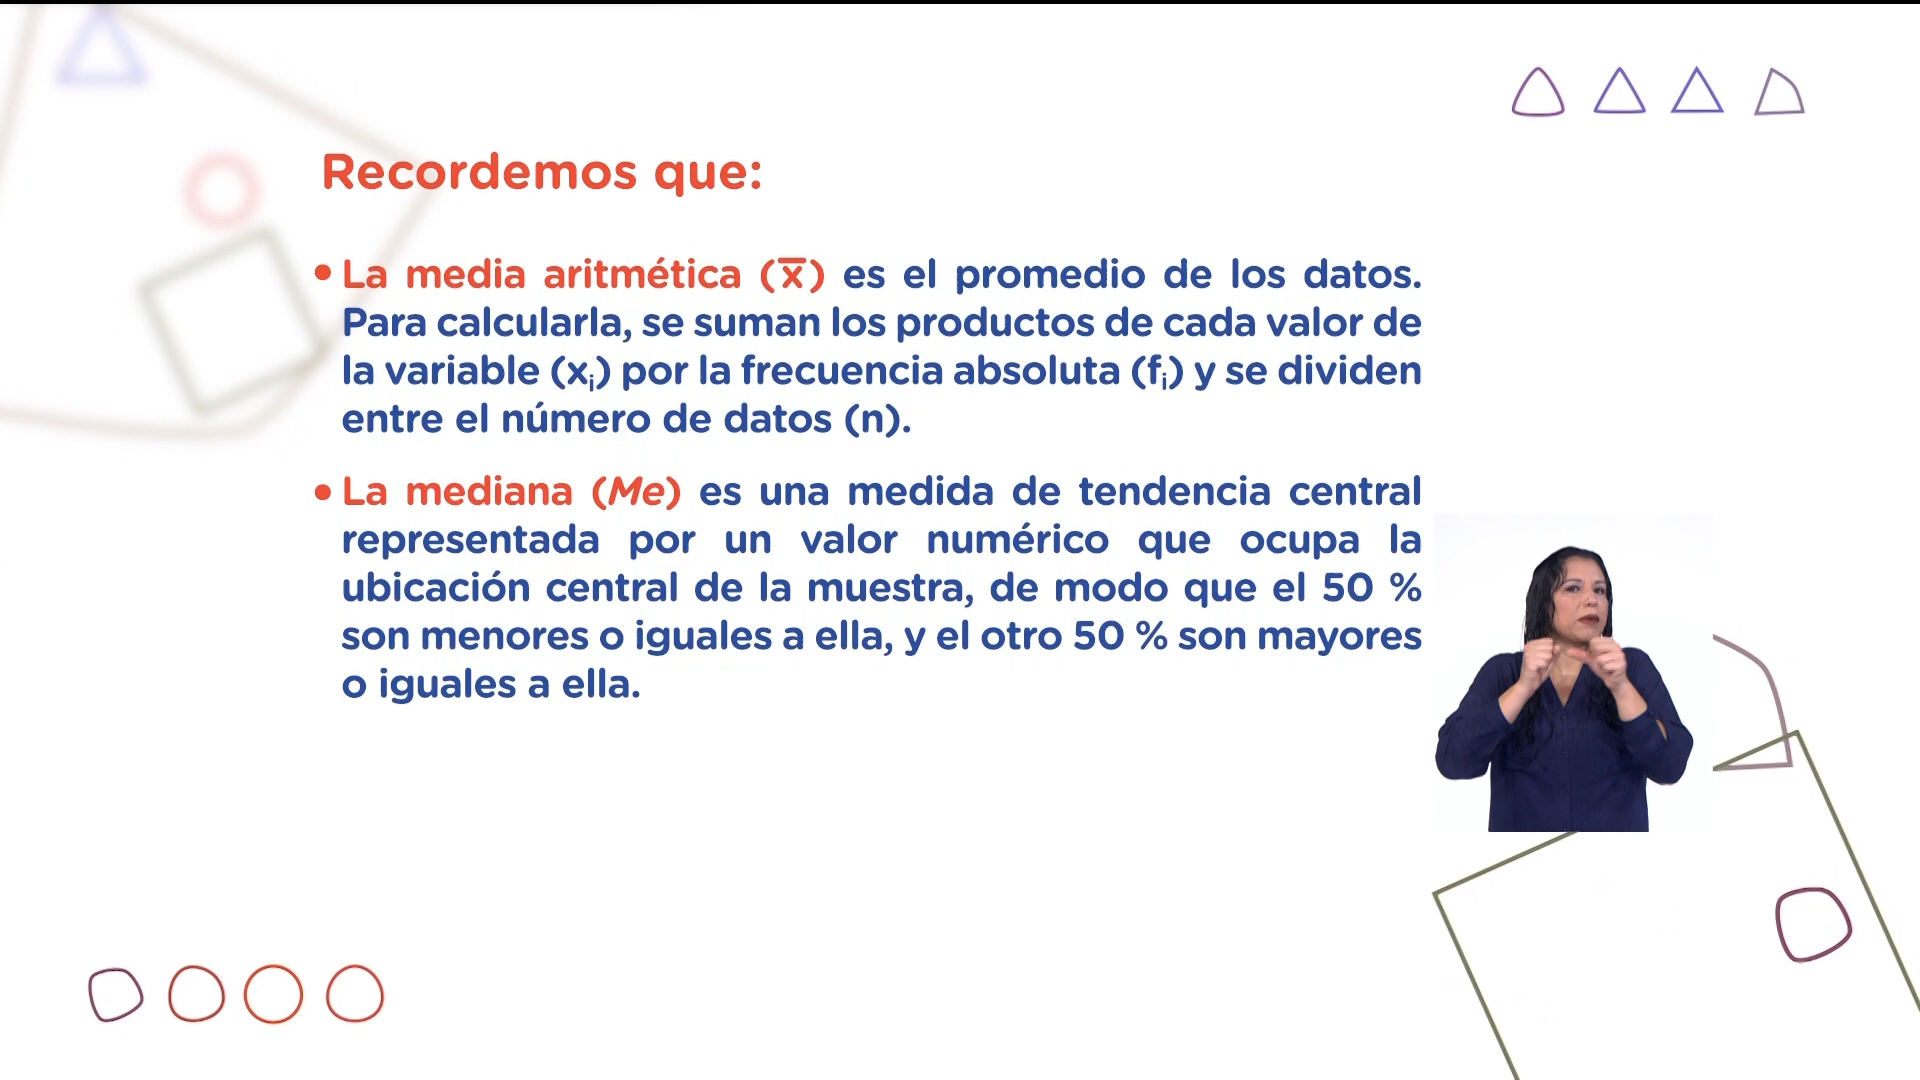 Recordemos que:
• La media aritmética (x̅) es el promedio de los datos.
Para calcularla, se suman los productos de cada valor de
la variable (xᵢ) por la frecuencia absoluta (fᵢ) y se dividen
entre el número de datos (n).
• La mediana (Me) es una medida de tendencia central
representada por un valor numérico que ocupa la
ubicación central de la muestra, de modo que el 50 %
son menores o iguales a ella, y el otro 50 % son mayores
o iguales a ella.